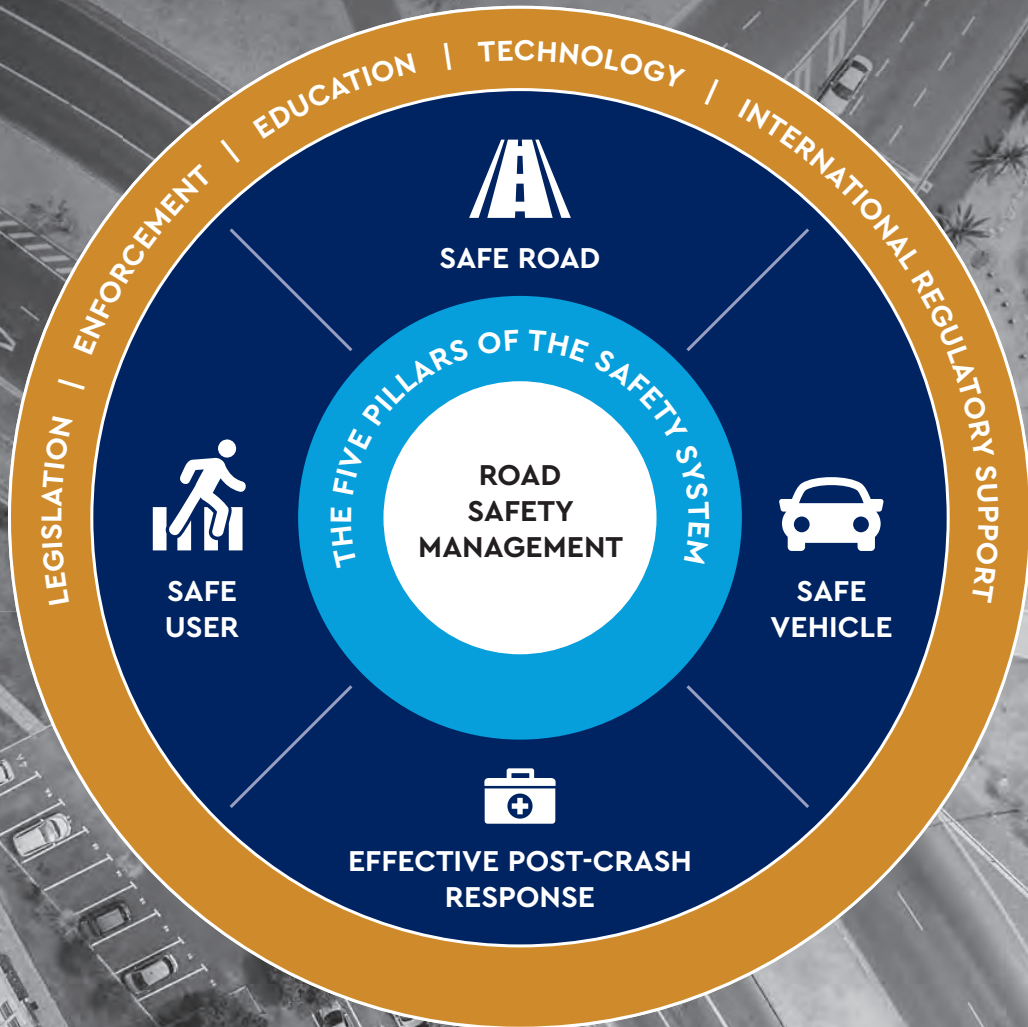 LEGISLATION | ENFORCEMENT | EDUCATION | TECHNOLOGY | INTERNATIONAL REGULATORY SUPPORT
SAFE ROAD
THE FIVE PILLARS OF THE SAFETY SYSTEM
ROAD
SAFETY
MANAGEMENT
SAFE
USER
SAFE
VEHICLE
EFFECTIVE POST-CRASH
RESPONSE